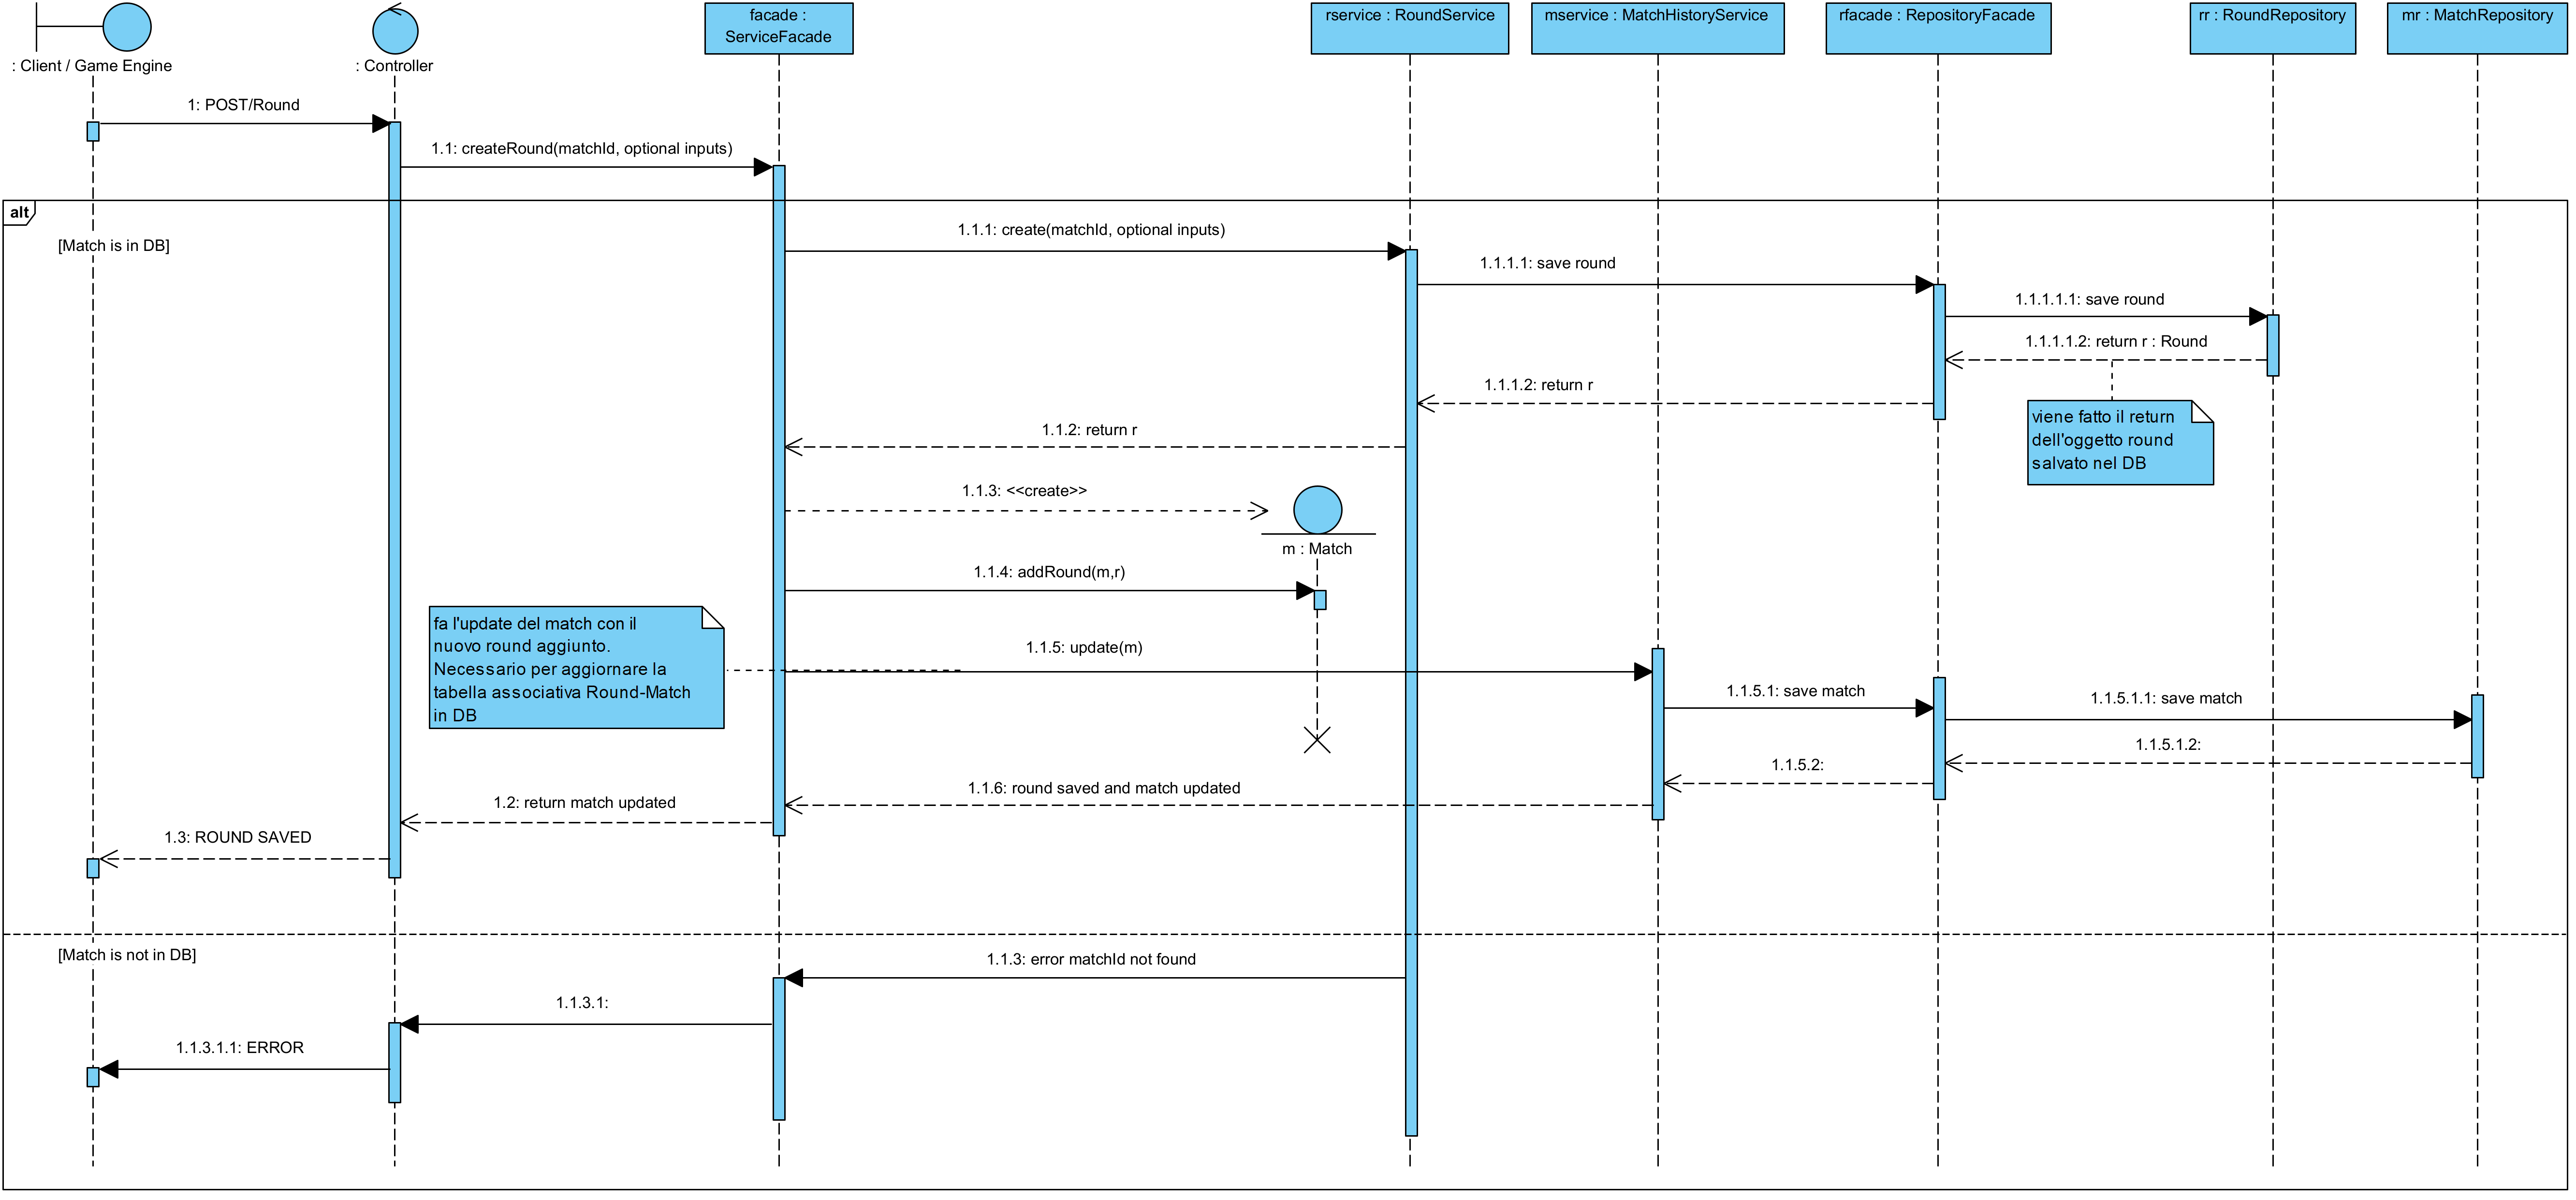 facade :
ServiceFacade
rservice : RoundService
mservice : MatchHistoryService
rfacade : RepositoryFacade
rr : RoundRepository
mr : MatchRepository
: Client / Game Engine
: Controller
1: POST/Round
1.1: createRound(matchId, optional inputs)
alt
[Match is in DB]
1.1.1: create(matchId, optional inputs)
1.1.1.1: save round
1.1.1.1.1: save round
1.1.1.1.2: return r : Round
1.1.1.2: return r
viene fatto il return
dell'oggetto round
salvato nel DB
1.1.2: return r
1.1.3: <<create>>
m : Match
1.1.4: addRound(m,r)
fa l'update del match con il
nuovo round aggiunto.
Necessario per aggiornare la
tabella associativa Round-Match
in DB
1.1.5: update(m)
1.1.5.1: save match
1.1.5.1.1: save match
1.1.5.1.2:
1.1.5.2:
1.1.6: round saved and match updated
1.2: return match updated
1.3: ROUND SAVED
[Match is not in DB]
1.1.3: error matchId not found
1.1.3.1:
1.1.3.1.1: ERROR